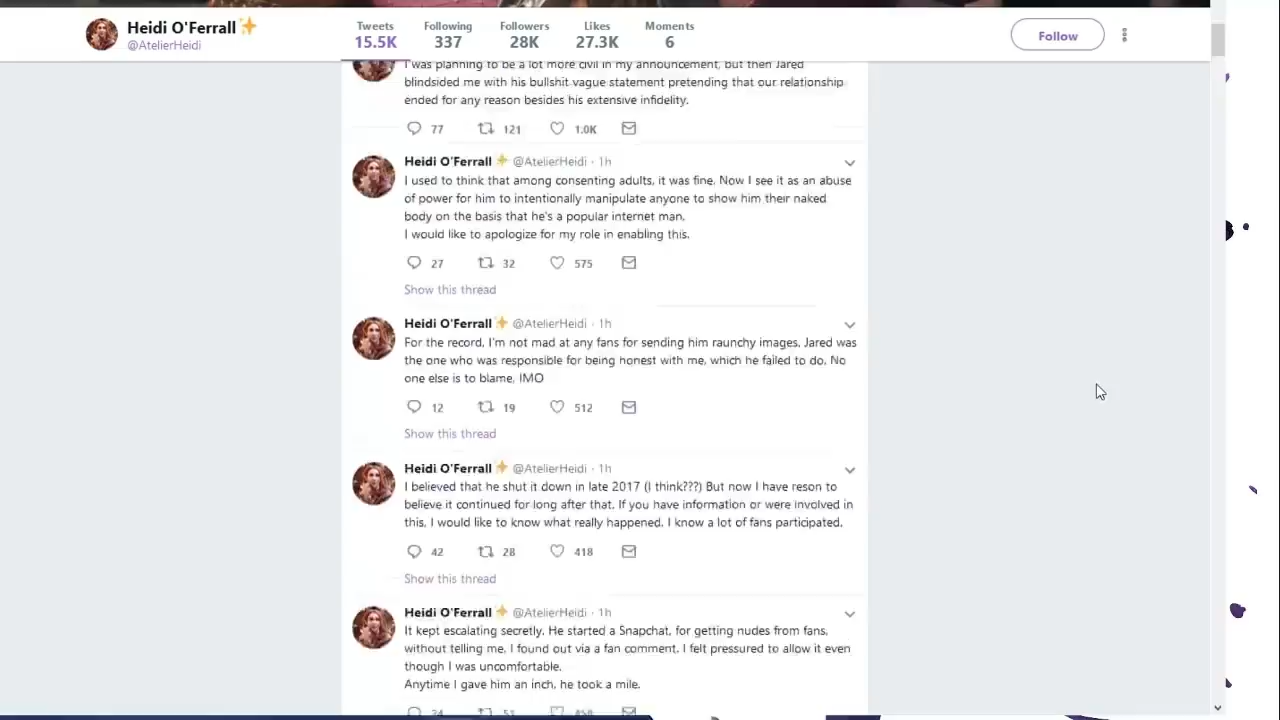 Heidi O'Ferrall
@AtelierHeidi
Tweets Following Followers Likes Moments
15.5K 337 28K 27.3K 6
Follow
I was planning to be a lot more civil in my announcement, but then Jared
blindsided me with his bullshit vague statement pretending that our relationship
ended for any reason besides his extensive infidelity.
77 121 1.0K
Heidi O'Ferrall @AtelierHeidi · 1h
I used to think that among consenting adults, it was fine. Now I see it as an abuse
of power for him to intentionally manipulate anyone to show him their naked
body on the basis that he's a popular internet man.
I would like to apologize for my role in enabling this.
27 32 575
Show this thread
Heidi O'Ferrall @AtelierHeidi · 1h
For the record, I'm not mad at any fans for sending him raunchy images. Jared was
the one who was responsible for being honest with me, which he failed to do. No
one else is to blame, IMO
12 19 512
Show this thread
Heidi O'Ferrall @AtelierHeidi · 1h
I believed that he shut it down in late 2017 (I think???) But now I have reson to
believe it continued for long after that. If you have information or were involved in
this, I would like to know what really happened. I know a lot of fans participated.
42 28 418
Show this thread
Heidi O'Ferrall @AtelierHeidi · 1h
It kept escalating secretly. He started a Snapchat, for getting nudes from fans,
without telling me. I found out via a fan comment. I felt pressured to allow it even
though I was uncomfortable.
Anytime I gave him an inch, he took a mile.